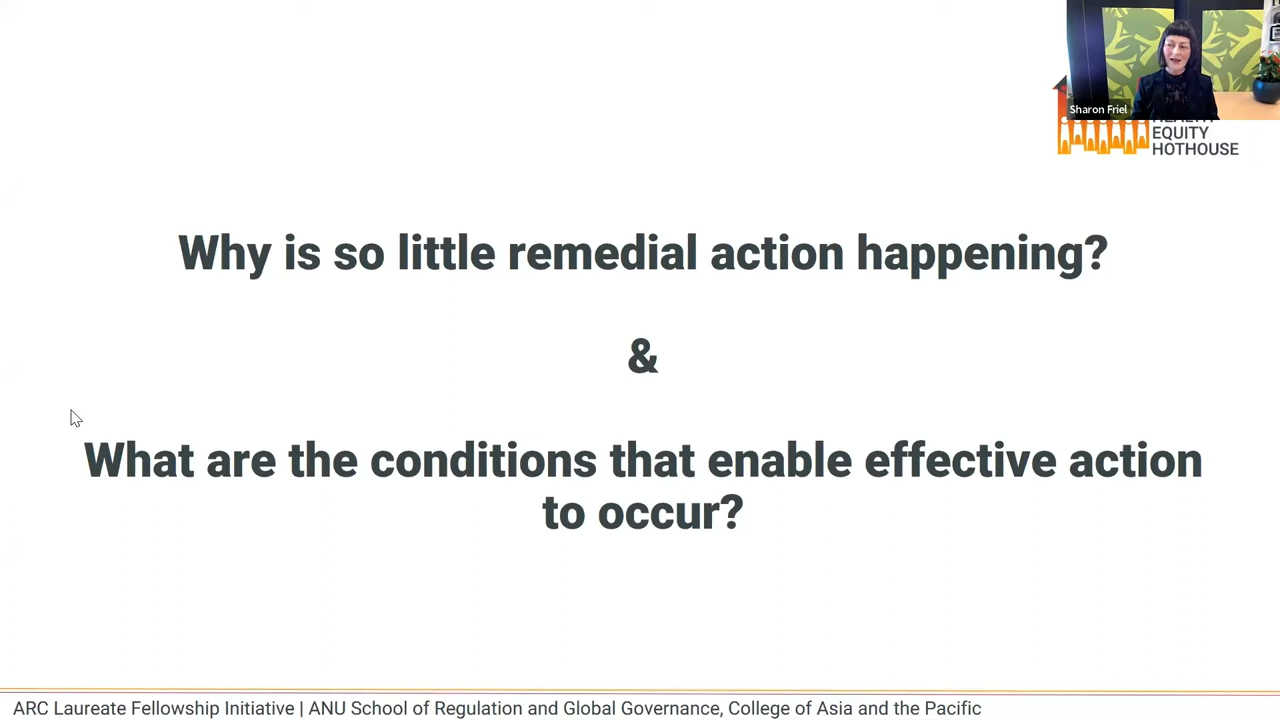 Sharon Friel
EQUITY
HOTHOUSE
Why is so little remedial action happening?
&
What are the conditions that enable effective action
to occur?
ARC Laureate Fellowship Initiative | ANU School of Regulation and Global Governance, College of Asia and the Pacific